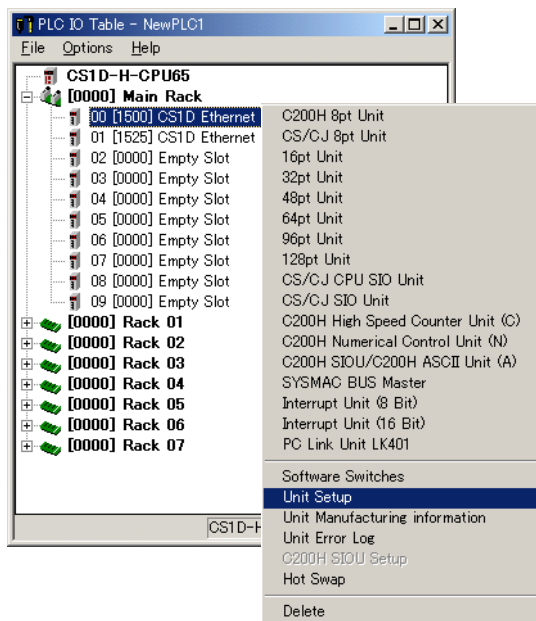 PLC IO Table - NewPLC1
File Options Help
CS1D-H-CPU65
[0000] Main Rack
00 [1500] CS1D Ethernet
01 [1525] CS1D Ethernet
02 [0000] Empty Slot
03 [0000] Empty Slot
04 [0000] Empty Slot
05 [0000] Empty Slot
06 [0000] Empty Slot
07 [0000] Empty Slot
08 [0000] Empty Slot
09 [0000] Empty Slot
[0000] Rack 01
[0000] Rack 02
[0000] Rack 03
[0000] Rack 04
[0000] Rack 05
[0000] Rack 06
[0000] Rack 07
CS1D-H
C200H 8pt Unit
CS/CJ 8pt Unit
16pt Unit
32pt Unit
48pt Unit
64pt Unit
96pt Unit
128pt Unit
CS/CJ CPU SIO Unit
CS/CJ SIO Unit
C200H High Speed Counter Unit (C)
C200H Numerical Control Unit (N)
C200H SIOU/C200H ASCII Unit (A)
SYSMAC BUS Master
Interrupt Unit (8 Bit)
Interrupt Unit (16 Bit)
PC Link Unit LK401
Software Switches
Unit Setup
Unit Manufacturing information
Unit Error Log
C200H SIOU Setup
Hot Swap
Delete